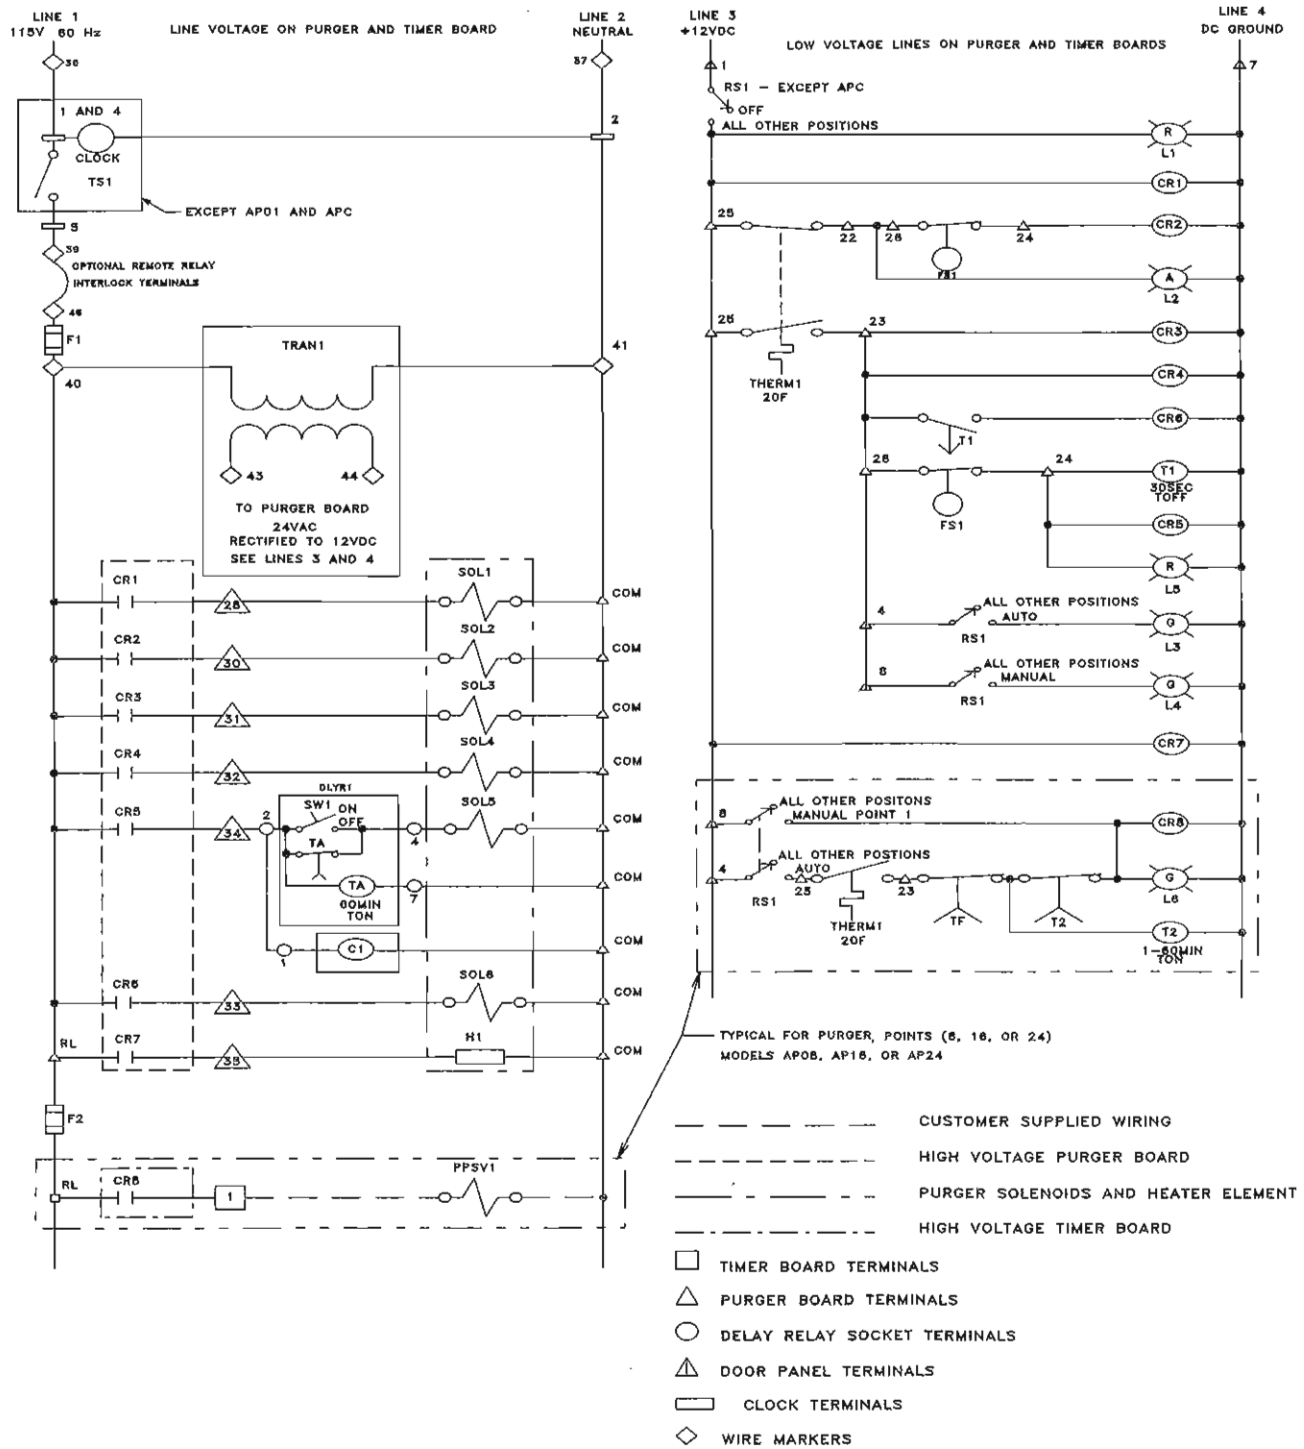 LINE 1
115V 60 Hz
LINE VOLTAGE ON PURGER AND TIMER BOARD
LINE 2
NEUTRAL
37
1 AND 4
CLOCK
TS1
2
EXCEPT AP01 AND APC
5
39
OPTIONAL REMOTE RELAY
INTERLOCK TERMINALS
F1
40
TRAN1
41
43
44
TO PURGER BOARD
24VAC
RECTIFIED TO 12VDC
SEE LINES 3 AND 4
CR1
SOL1
COM
CR2
30
SOL2
COM
CR3
31
SOL3
COM
CR4
32
SOL4
COM
DLYR1
CR5
34
2
SW1
ON
OFF
4
SOL5
COM
TA
TA
7
COM
60MIN
TON
1
C1
COM
CR6
33
SOL6
COM
RL
CR7
35
H1
COM
F2
RL
CR8
1
PPSV1
LINE 3
+12VDC
LINE 4
DC GROUND
LOW VOLTAGE LINES ON PURGER AND TIMER BOARDS
1
7
RS1 - EXCEPT APC
OFF
ALL OTHER POSITIONS
R
L1
CR1
25
22
26
24
CR2
FS1
A
L2
25
23
CR3
THERM1
20F
CR4
CR6
T1
26
24
T1
30SEC
TOFF
FS1
CR5
R
L5
4
ALL OTHER POSITIONS
AUTO
RS1
G
L3
8
ALL OTHER POSITIONS
MANUAL
RS1
G
L4
CR7
8
ALL OTHER POSITONS
MANUAL POINT 1
CR8
4
ALL OTHER POSTIONS
AUTO
RS1
25
23
THERM1
20F
TF
T2
G
L6
T2
1-60MIN
TON
TYPICAL FOR PURGER, POINTS (8, 16, OR 24)
MODELS AP08, AP16, OR AP24
CUSTOMER SUPPLIED WIRING
HIGH VOLTAGE PURGER BOARD
PURGER SOLENOIDS AND HEATER ELEMENT
HIGH VOLTAGE TIMER BOARD
TIMER BOARD TERMINALS
PURGER BOARD TERMINALS
DELAY RELAY SOCKET TERMINALS
DOOR PANEL TERMINALS
CLOCK TERMINALS
WIRE MARKERS